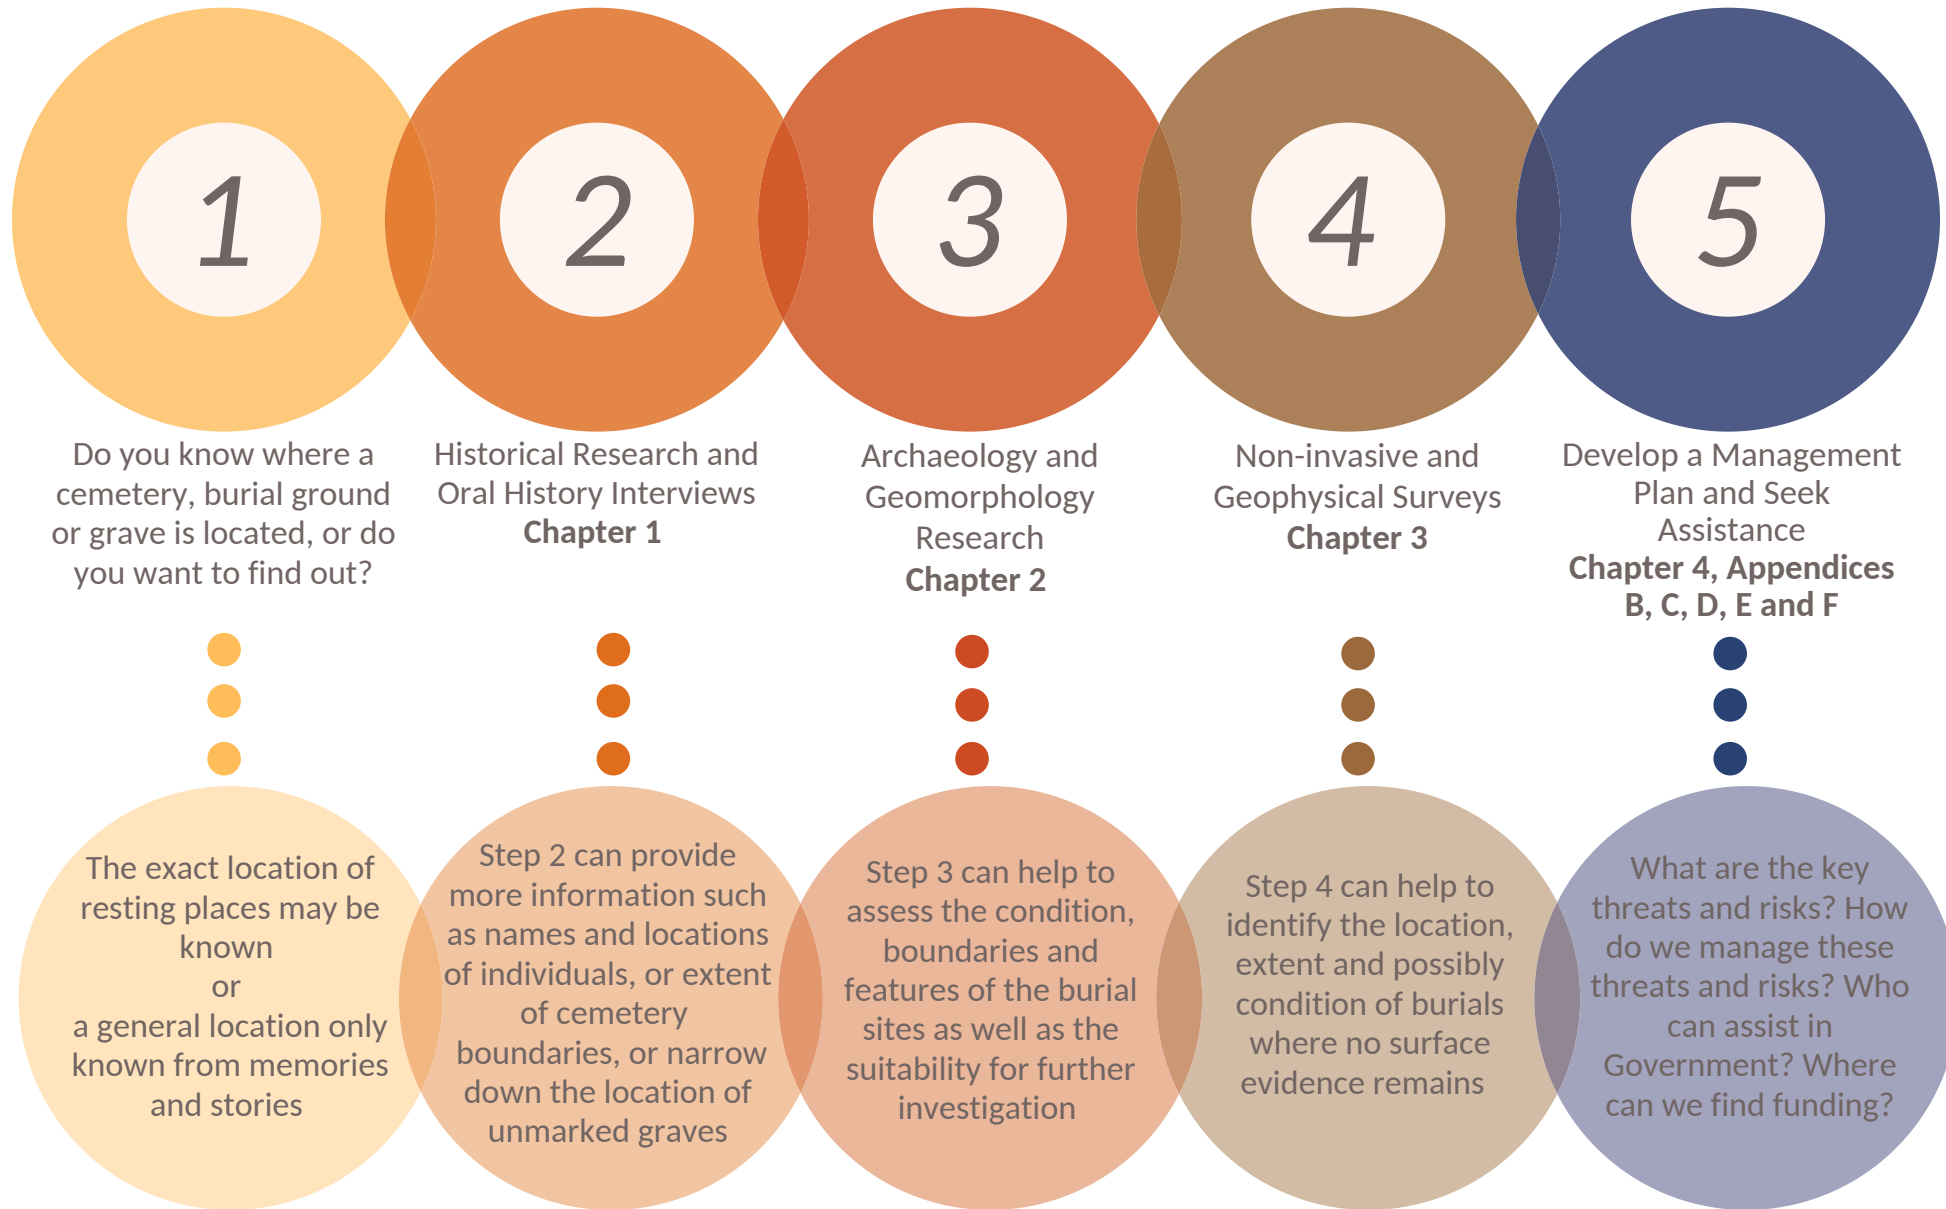 1
2
3
4
5
Do you know where a
cemetery, burial ground
or grave is located, or do
you want to find out?
Historical Research and
Oral History Interviews
Chapter 1
Archaeology and
Geomorphology
Research
Chapter 2
Non-invasive and
Geophysical Surveys
Chapter 3
Develop a Management
Plan and Seek
Assistance
Chapter 4, Appendices
B, C, D, E and F
The exact location of
resting places may be
known
or
a general location only
known from memories
and stories
Step 2 can provide
more information such
as names and locations
of individuals, or extent
of cemetery
boundaries, or narrow
down the location of
unmarked graves
Step 3 can help to
assess the condition,
boundaries and
features of the burial
sites as well as the
suitability for further
investigation
Step 4 can help to
identify the location,
extent and possibly
condition of burials
where no surface
evidence remains
What are the key
threats and risks? How
do we manage these
threats and risks? Who
can assist in
Government? Where
can we find funding?